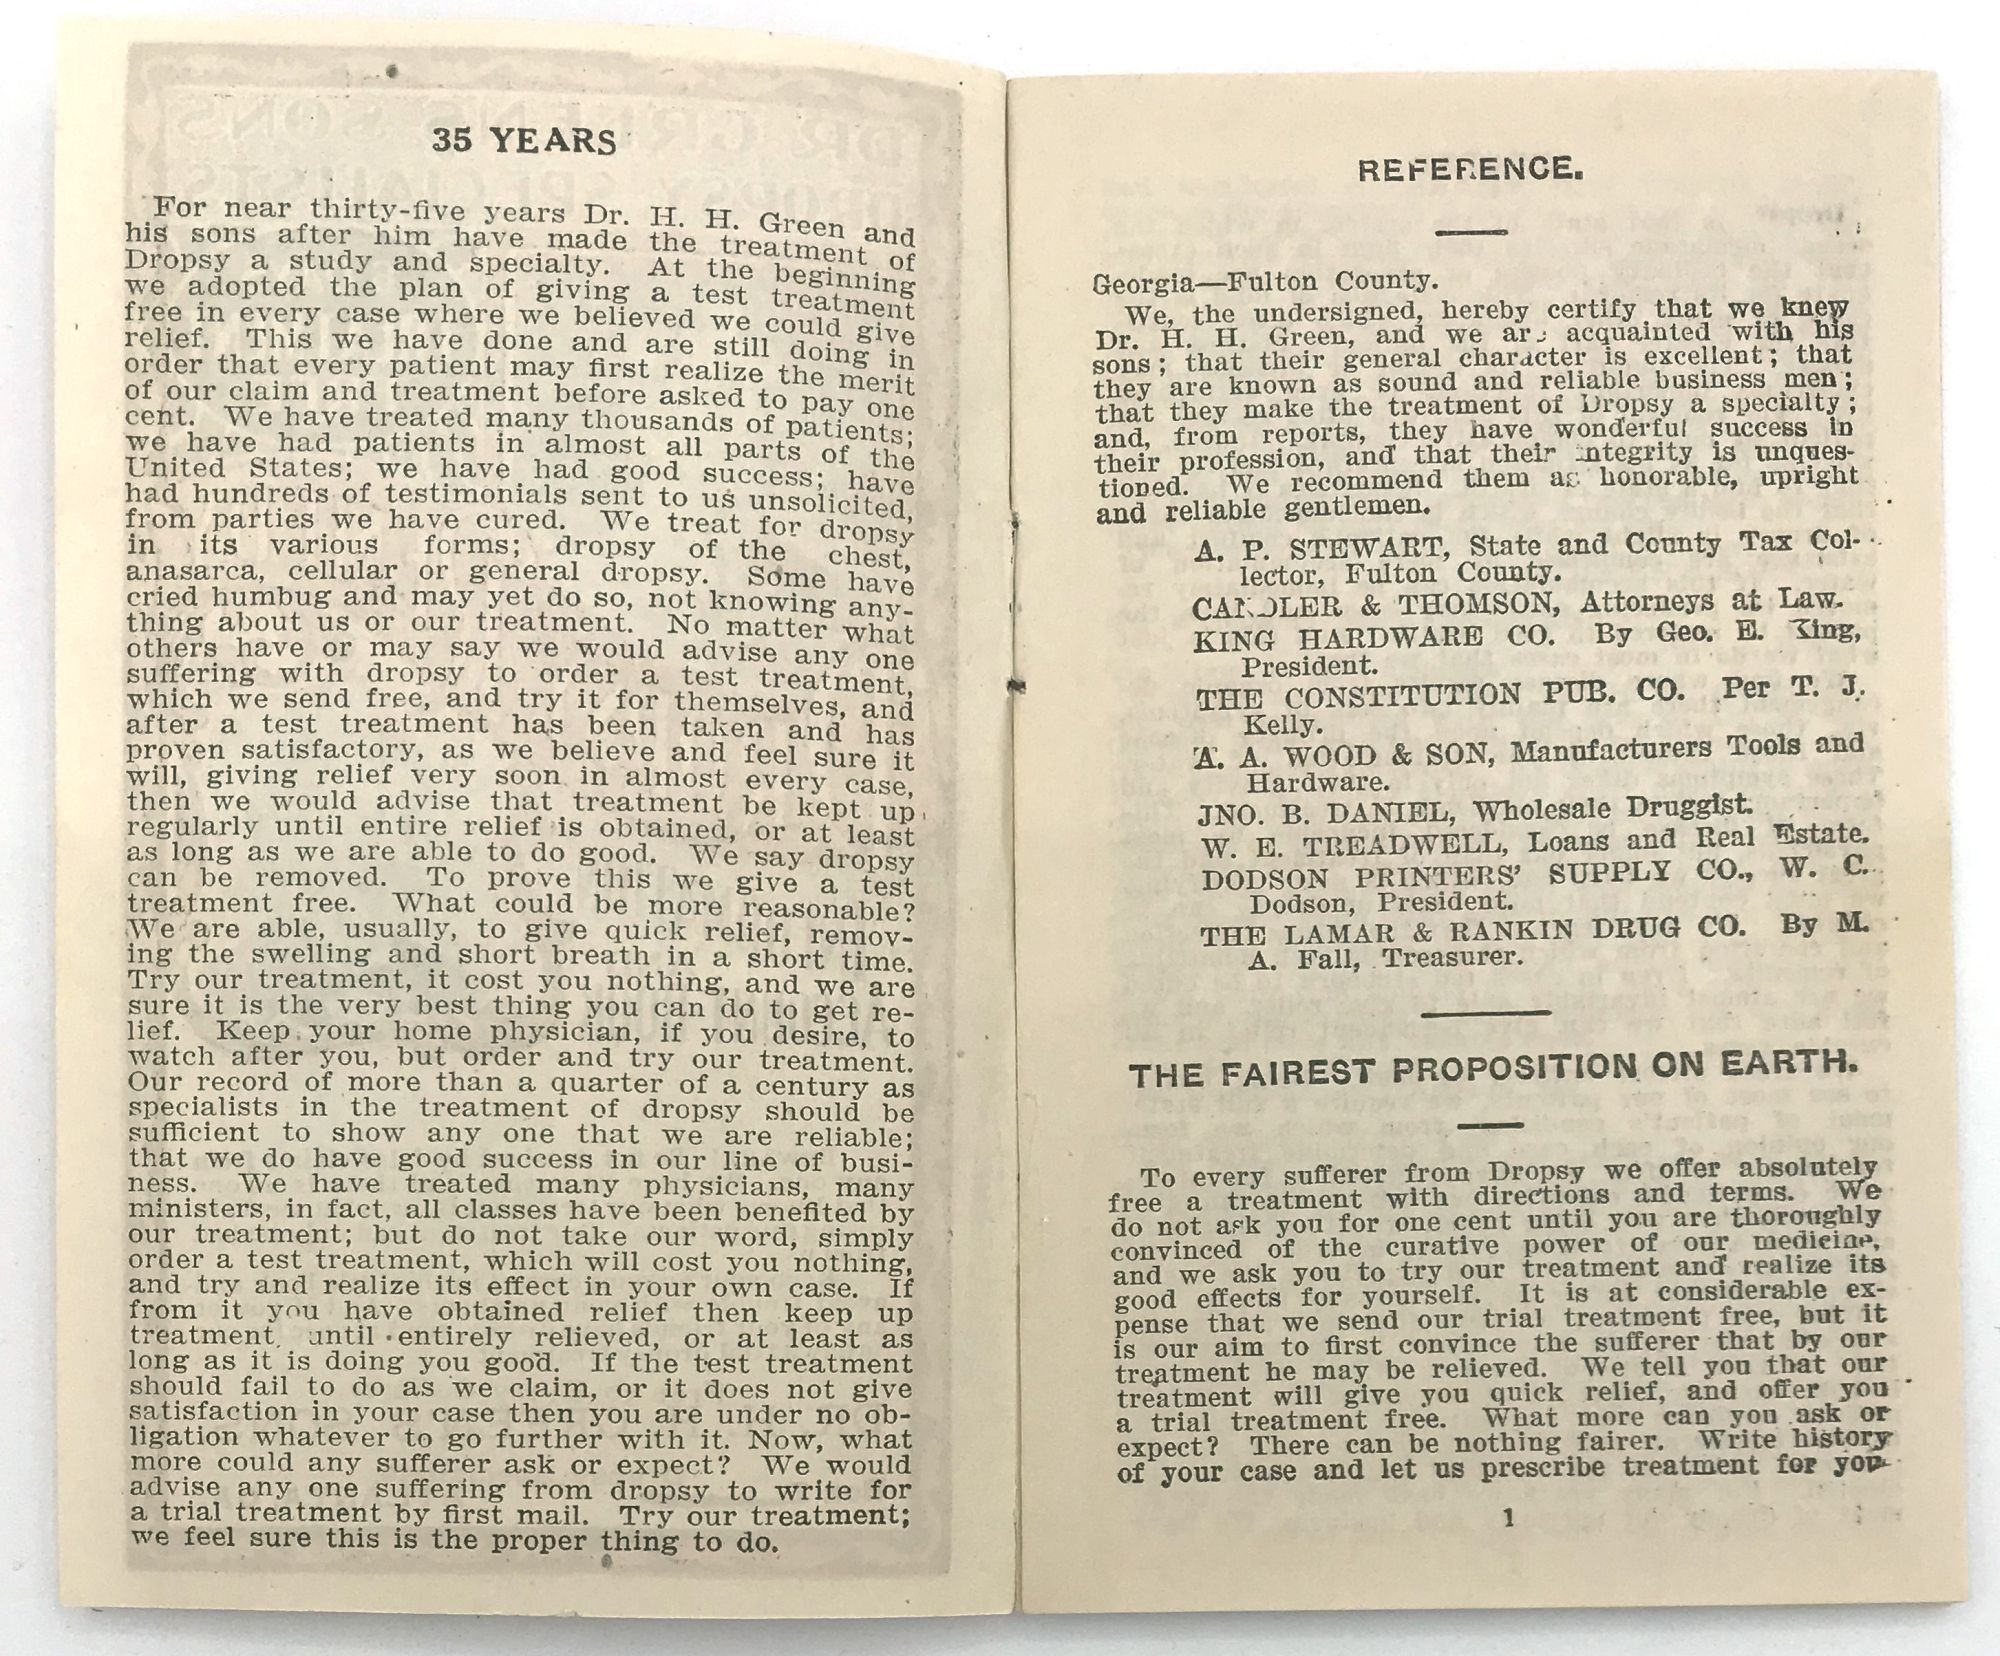 35 YEARS
For near thirty-five years Dr. H. H. Green and
his sons after him have made the treatment of
Dropsy a study and specialty. At the beginning
we adopted the plan of giving a test treatment
free in every case where we believed we could give
relief. This we have done and are still doing in
order that every patient may first realize the merit
of our claim and treatment before asked to pay one
cent. We have treated many thousands of patients;
we have had patients in almost all parts of the
United States; we have had good success; have
had hundreds of testimonials sent to us unsolicited,
from parties we have cured. We treat for dropsy
in its various forms; dropsy of the chest,
anasarca, cellular or general dropsy. Some have
cried humbug and may yet do so, not knowing any-
thing about us or our treatment. No matter what
others have or may say we would advise any one
suffering with dropsy to order a test treatment,
which we send free, and try it for themselves, and
after a test treatment has been taken and has
proven satisfactory, as we believe and feel sure it
will, giving relief very soon in almost every case,
then we would advise that treatment be kept up
regularly until entire relief is obtained, or at least
as long as we are able to do good. We say dropsy
can be removed. To prove this we give a test
treatment free. What could be more reasonable?
We are able, usually, to give quick relief, remov-
ing the swelling and short breath in a short time.
Try our treatment, it cost you nothing, and we are
sure it is the very best thing you can do to get re-
lief. Keep your home physician, if you desire, to
watch after you, but order and try our treatment.
Our record of more than a quarter of a century as
specialists in the treatment of dropsy should be
sufficient to show any one that we are reliable;
that we do have good success in our line of busi-
ness. We have treated many physicians, many
ministers, in fact, all classes have been benefited by
our treatment; but do not take our word, simply
order a test treatment, which will cost you nothing,
and try and realize its effect in your own case. If
from it you have obtained relief then keep up
treatment until entirely relieved, or at least as
long as it is doing you good. If the test treatment
should fail to do as we claim, or it does not give
satisfaction in your case then you are under no ob-
ligation whatever to go further with it. Now, what
more could any sufferer ask or expect? We would
advise any one suffering from dropsy to write for
a trial treatment by first mail. Try our treatment;
we feel sure this is the proper thing to do.
REFERENCE.
Georgia—Fulton County.
We, the undersigned, hereby certify that we knew
Dr. H. H. Green, and we are acquainted with his
sons; that their general character is excellent; that
they are known as sound and reliable business men;
that they make the treatment of Dropsy a specialty;
and, from reports, they have wonderful success in
their profession, and that their integrity is unques-
tioned. We recommend them as honorable, upright
and reliable gentlemen.
A. P. STEWART, State and County Tax Col-
lector, Fulton County.
CANDLER & THOMSON, Attorneys at Law.
KING HARDWARE CO. By Geo. E. King,
President.
THE CONSTITUTION PUB. CO. Per T. J.
Kelly.
A. A. WOOD & SON, Manufacturers Tools and
Hardware.
JNO. B. DANIEL, Wholesale Druggist.
W. E. TREADWELL, Loans and Real Estate.
DODSON PRINTERS' SUPPLY CO., W. C.
Dodson, President.
THE LAMAR & RANKIN DRUG CO. By M.
A. Fall, Treasurer.
THE FAIREST PROPOSITION ON EARTH.
To every sufferer from Dropsy we offer absolutely
free a treatment with directions and terms. We
do not ask you for one cent until you are thoroughly
convinced of the curative power of our medicine,
and we ask you to try our treatment and realize its
good effects for yourself. It is at considerable ex-
pense that we send our trial treatment free, but it
is our aim to first convince the sufferer that by our
treatment he may be relieved. We tell you that our
treatment will give you quick relief, and offer you
a trial treatment free. What more can you ask or
expect? There can be nothing fairer. Write history
of your case and let us prescribe treatment for you
1